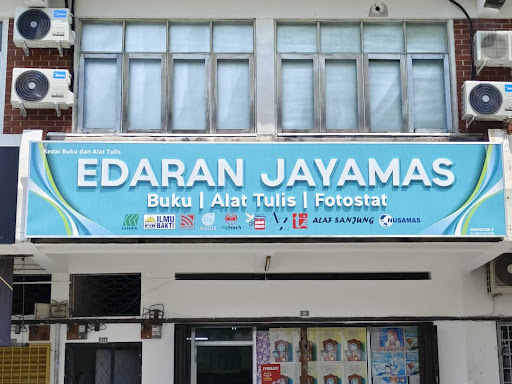 Kedai Buku dan Alat Tulis
EDARAN JAYAMAS
Buku | Alat Tulis | Fotostat
ILMU BAKTI
ALAF SANJUNG
NUSAMAS